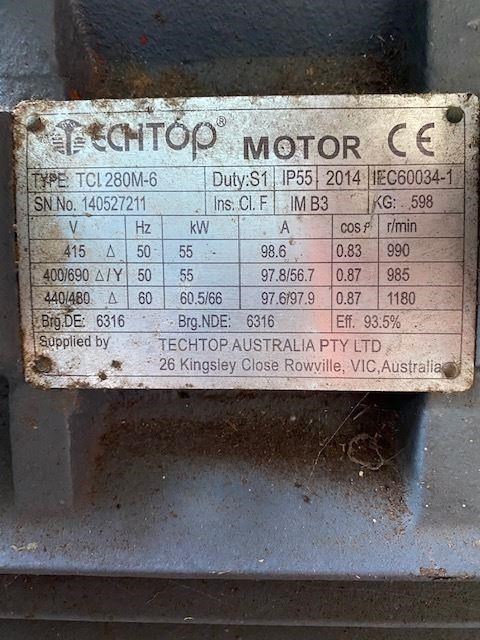 TECHTOP® MOTOR CE
TYPE: TCI 280M-6 Duty:S1 IP55 2014 IEC60034-1
SN No. 140527211 Ins. Cl. F IM B3 KG: 598
V Hz kW A cosφ r/min
415 Δ 50 55 - 98.6 0.83 990
400/690 Δ/Y 50 55 97.8/56.7 0.87 985
440/480 Δ 60 60.5/66 97.6/97.9 0.87 1180
Brg.DE: 6316 Brg.NDE: 6316 Eff. 93.5%
Supplied by TECHTOP AUSTRALIA PTY LTD
26 Kingsley Close Rowville, VIC,Australia